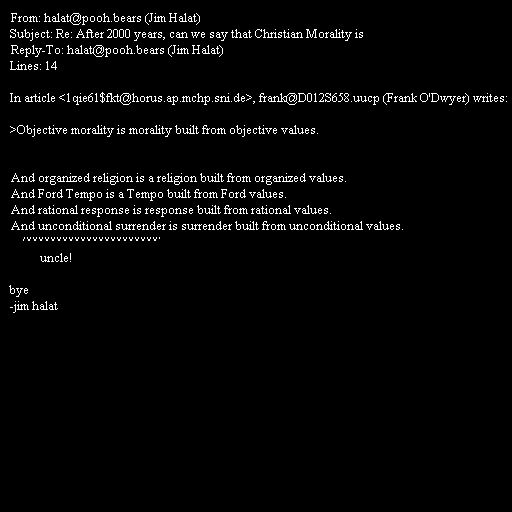 From: halat@pooh.bears (Jim Halat)
Subject: Re: After 2000 years, can we say that Christian Morality is
Reply-To: halat@pooh.bears (Jim Halat)
Lines: 14
In article <1qie61$fkt@horus.ap.mchp.sni.de>, frank@D012S658.uucp (Frank O'Dwyer) writes:
>Objective morality is morality built from objective values.
And organized religion is a religion built from organized values.
And Ford Tempo is a Tempo built from Ford values.
And rational response is response built from rational values.
And unconditional surrender is surrender built from unconditional values.
^^^^^^^^^^^^^^^^^^^^^^^
uncle!
bye
-jim halat